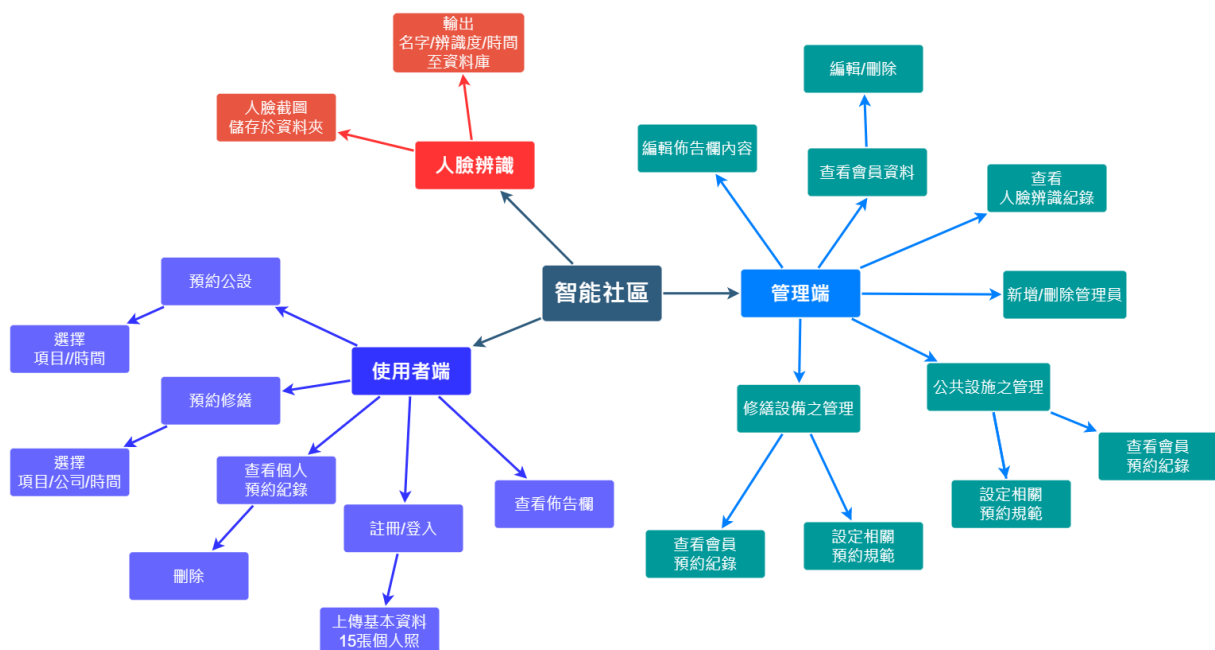 輸出
名字/辨識度/時間
至資料庫
人臉截圖
儲存於資料夾
人臉辨識
編輯/刪除
編輯佈告欄內容
查看會員資料
查看
人臉辨識紀錄
智能社區
管理端
新增/刪除管理員
預約公設
選擇
項目//時間
使用者端
預約修繕
選擇
項目/公司/時間
查看個人
預約紀錄
查看佈告欄
註冊/登入
刪除
上傳基本資料
15張個人照
修繕設備之管理
公共設施之管理
查看會員
預約紀錄
設定相關
預約規範
查看會員
預約紀錄
設定相關
預約規範